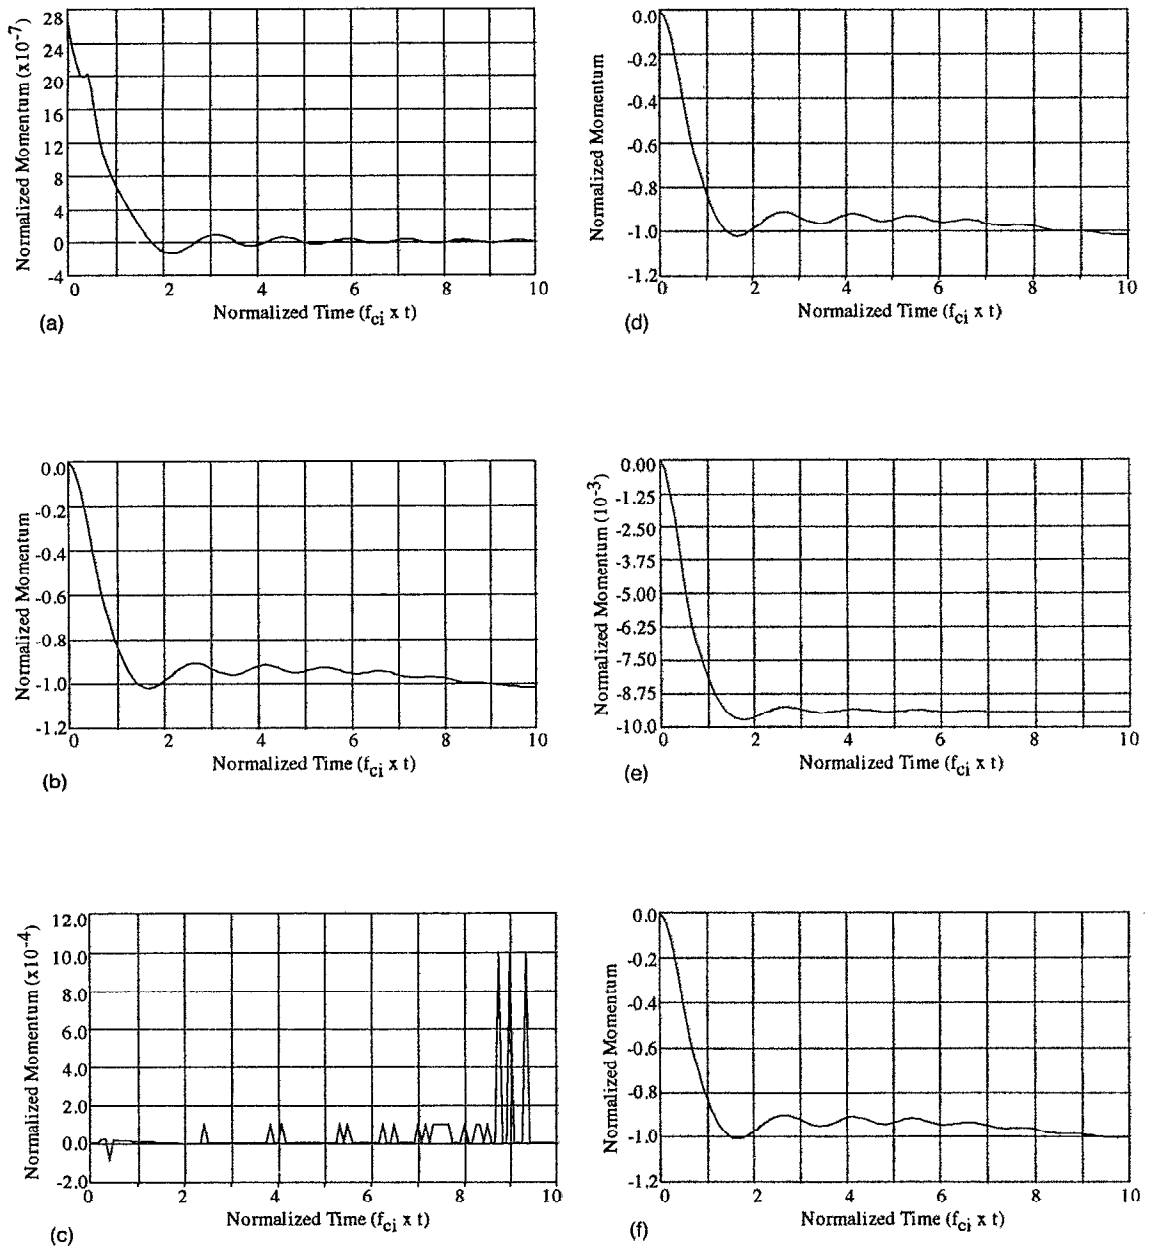 Normalized Momentum (x10-7)
28
24
20
16
12
8
4
0
-4
0 2 4 6 8 10
Normalized Time (fci x t)
(a)
Normalized Momentum
0.0
-0.2
-0.4
-0.6
-0.8
-1.0
-1.2
0 2 4 6 8 10
Normalized Time (fci x t)
(d)
Normalized Momentum
0.0
-0.2
-0.4
-0.6
-0.8
-1.0
-1.2
0 2 4 6 8 10
Normalized Time (fci x t)
(b)
Normalized Momentum (10-3)
0.00
-1.25
-2.50
-3.75
-5.00
-6.25
-7.50
-8.75
-10.0
0 2 4 6 8 10
Normalized Time (fci x t)
(e)
Normalized Momentum (x10-4)
12.0
10.0
8.0
6.0
4.0
2.0
0.0
-2.0
0 2 4 6 8 10
Normalized Time (fci x t)
(c)
Normalized Momentum
0.0
-0.2
-0.4
-0.6
-0.8
-1.0
-1.2
0 2 4 6 8 10
Normalized Time (fci x t)
(f)